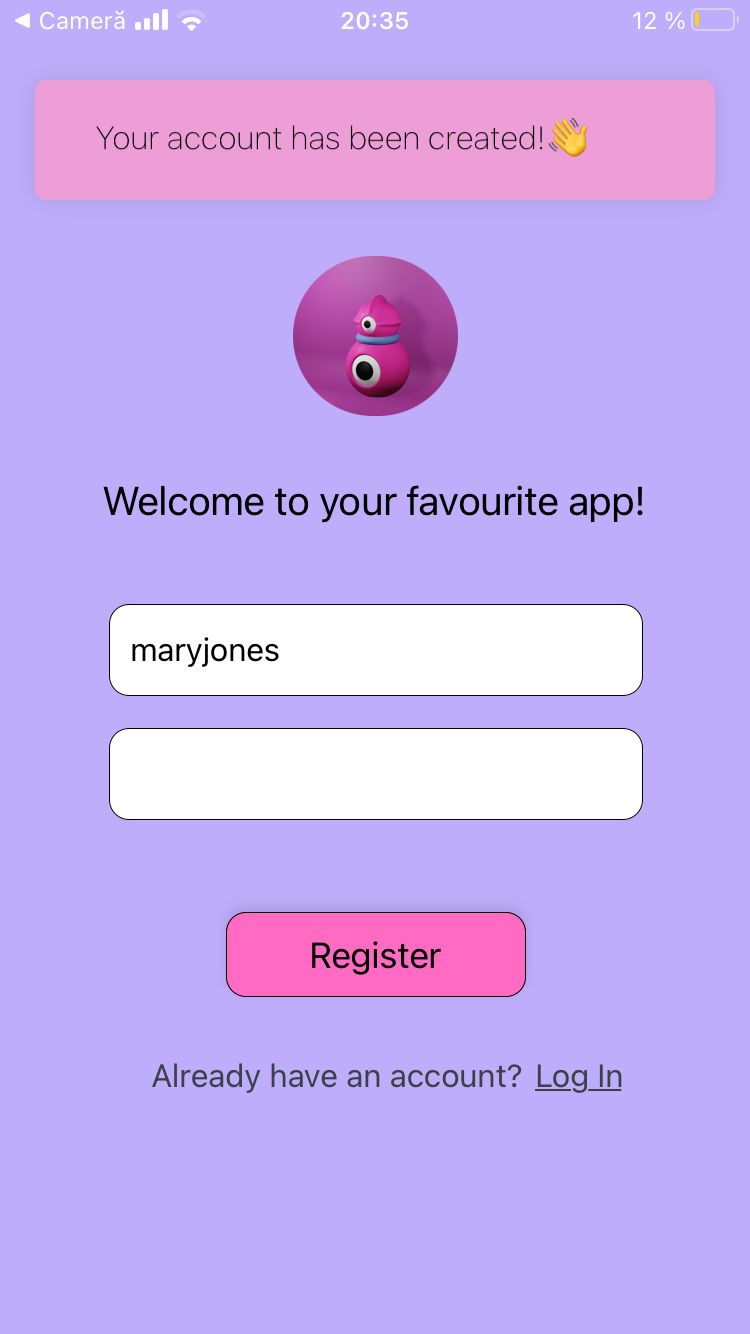 ◀ Cameră 20:35 12 %
Your account has been created!👋
Welcome to your favourite app!
maryjones
Register
Already have an account? Log In